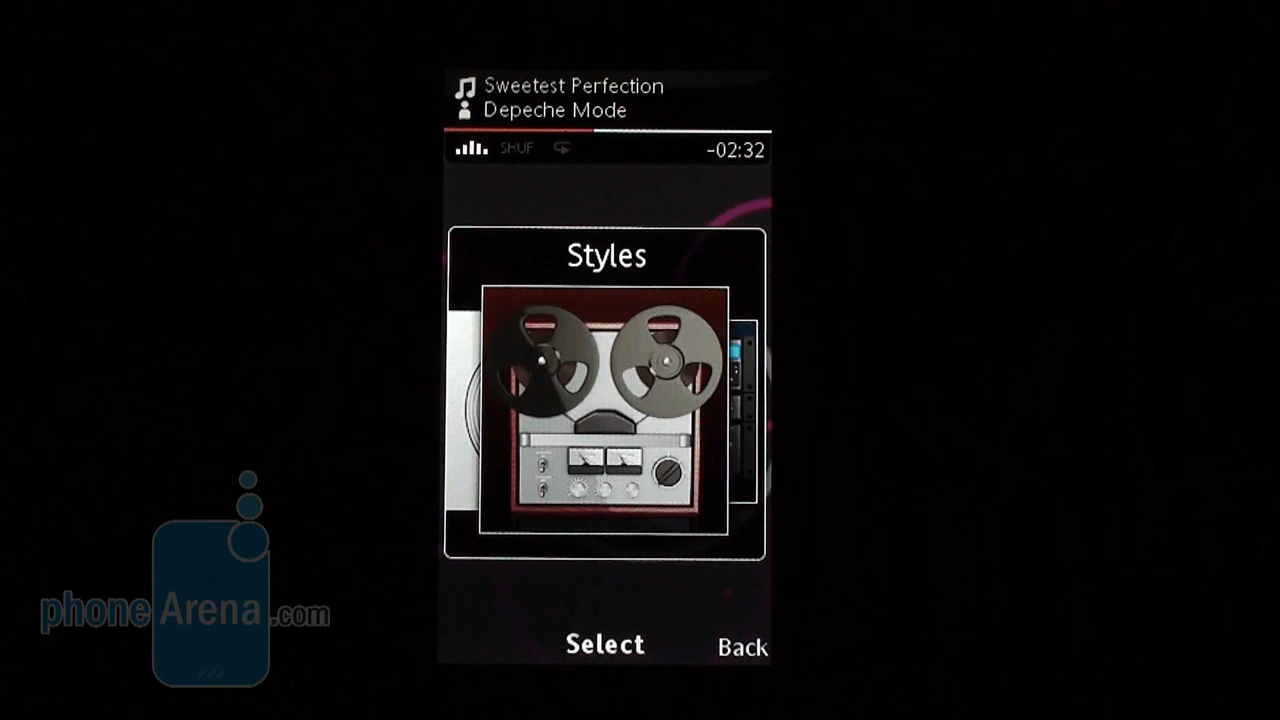 Sweetest Perfection
Depeche Mode
SHUF
-02:32
Styles
Select
Back
phoneArena.com